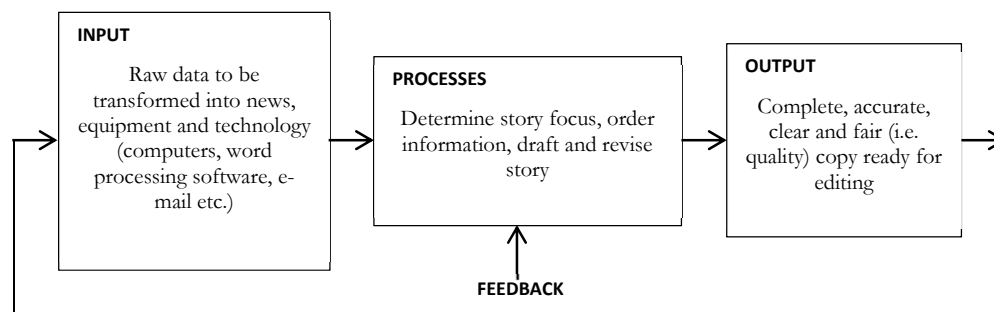 INPUT
Raw data to be
transformed into news,
equipment and technology
(computers, word
processing software, e-
mail etc.)
PROCESSES
Determine story focus, order
information, draft and revise
story
OUTPUT
Complete, accurate,
clear and fair (i.e.
quality) copy ready for
editing
FEEDBACK